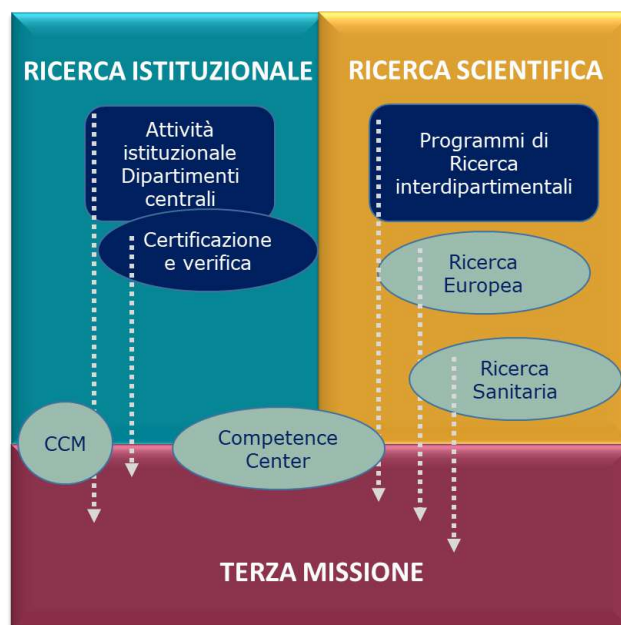 RICERCA ISTITUZIONALE
Attività
istituzionale
Dipartimenti
centrali
Certificazione
e verifica
RICERCA SCIENTIFICA
Programmi di
Ricerca
interdipartimentali
Ricerca
Europea
Ricerca
Sanitaria
CCM
Competence
Center
TERZA MISSIONE